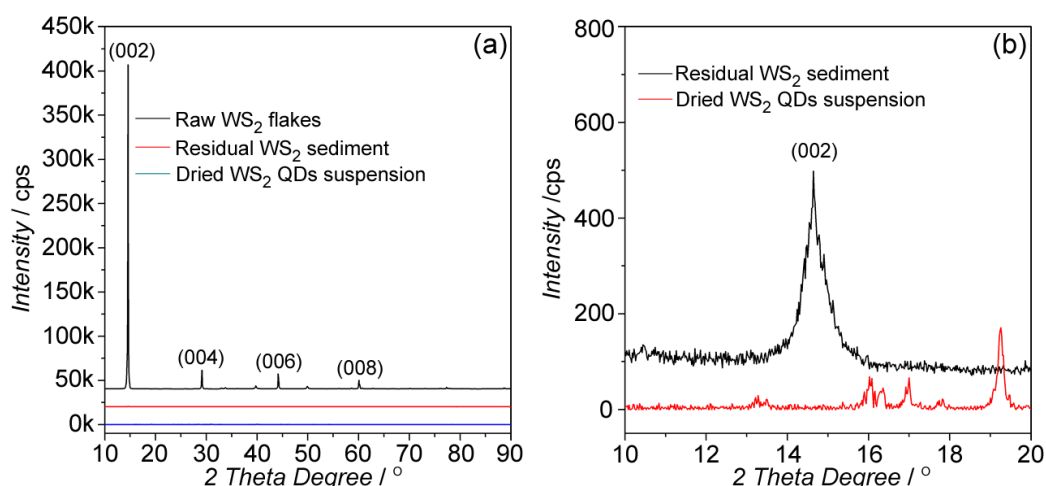 (a)
(002)
Raw WS₂ flakes
Residual WS₂ sediment
Dried WS₂ QDs suspension
(004)
(006)
(008)
450k
400k
350k
300k
250k
200k
150k
100k
50k
0k
Intensity / cps
10 20 30 40 50 60 70 80 90
2 Theta Degree / °
(b)
Residual WS₂ sediment
Dried WS₂ QDs suspension
(002)
800
600
400
200
0
Intensity /cps
10 12 14 16 18 20
2 Theta Degree / °